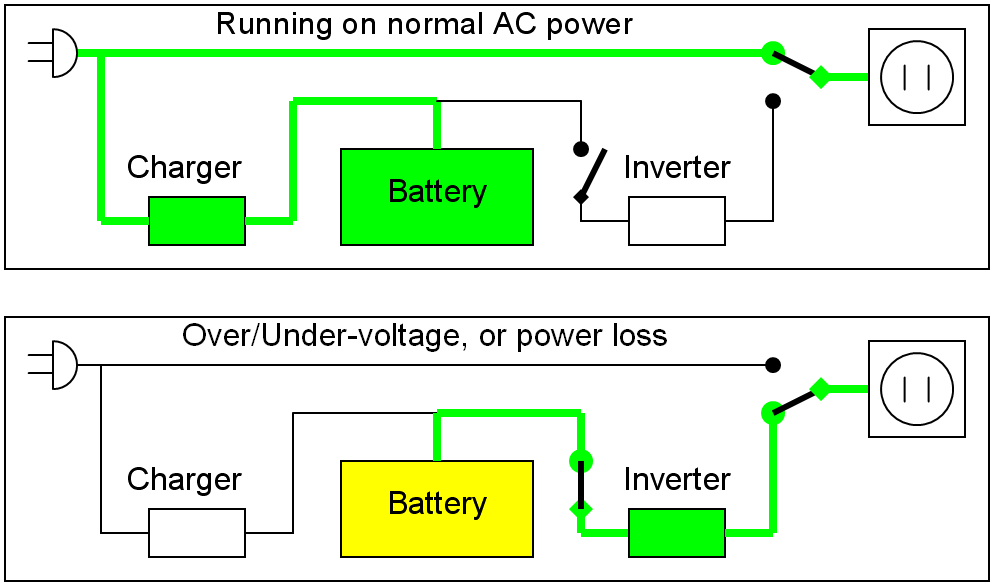 Running on normal AC power
Charger
Battery
Inverter
Over/Under-voltage, or power loss
Charger
Battery
Inverter